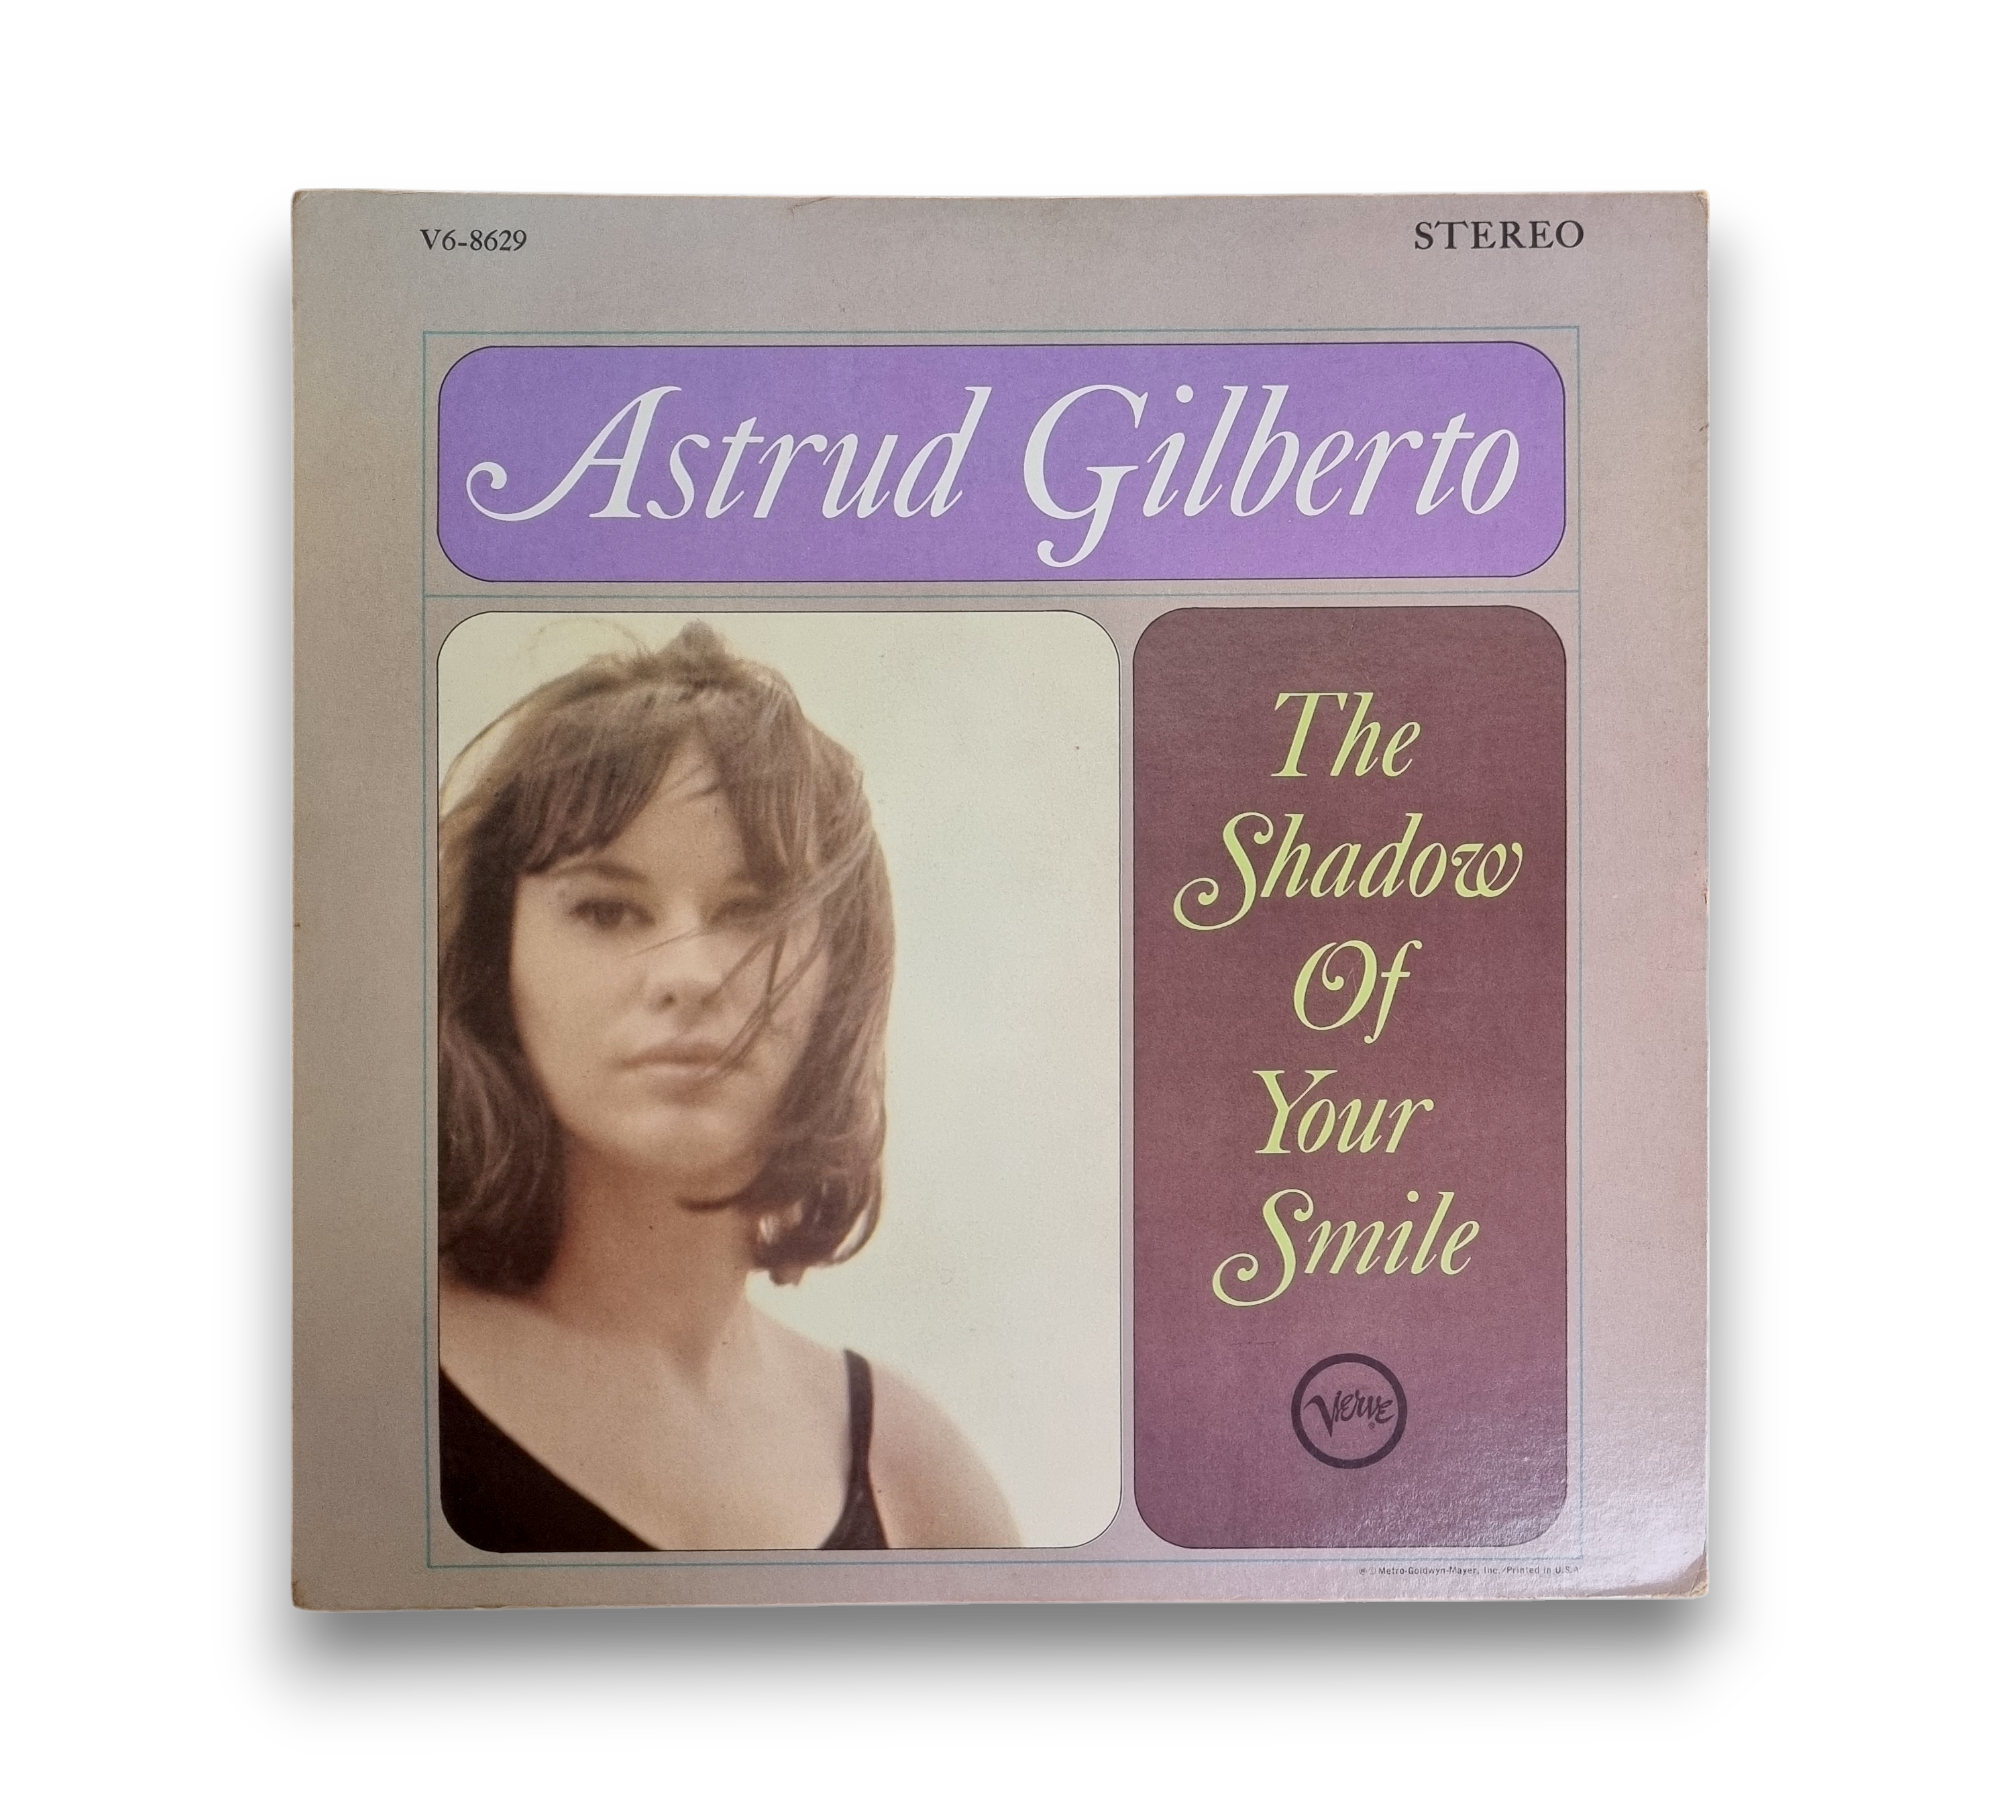 V6-8629
STEREO
Astrud Gilberto
The
Shadow
Of
Your
Smile
Verve
℗ © Metro-Goldwyn-Mayer, Inc./Printed in U.S.A.